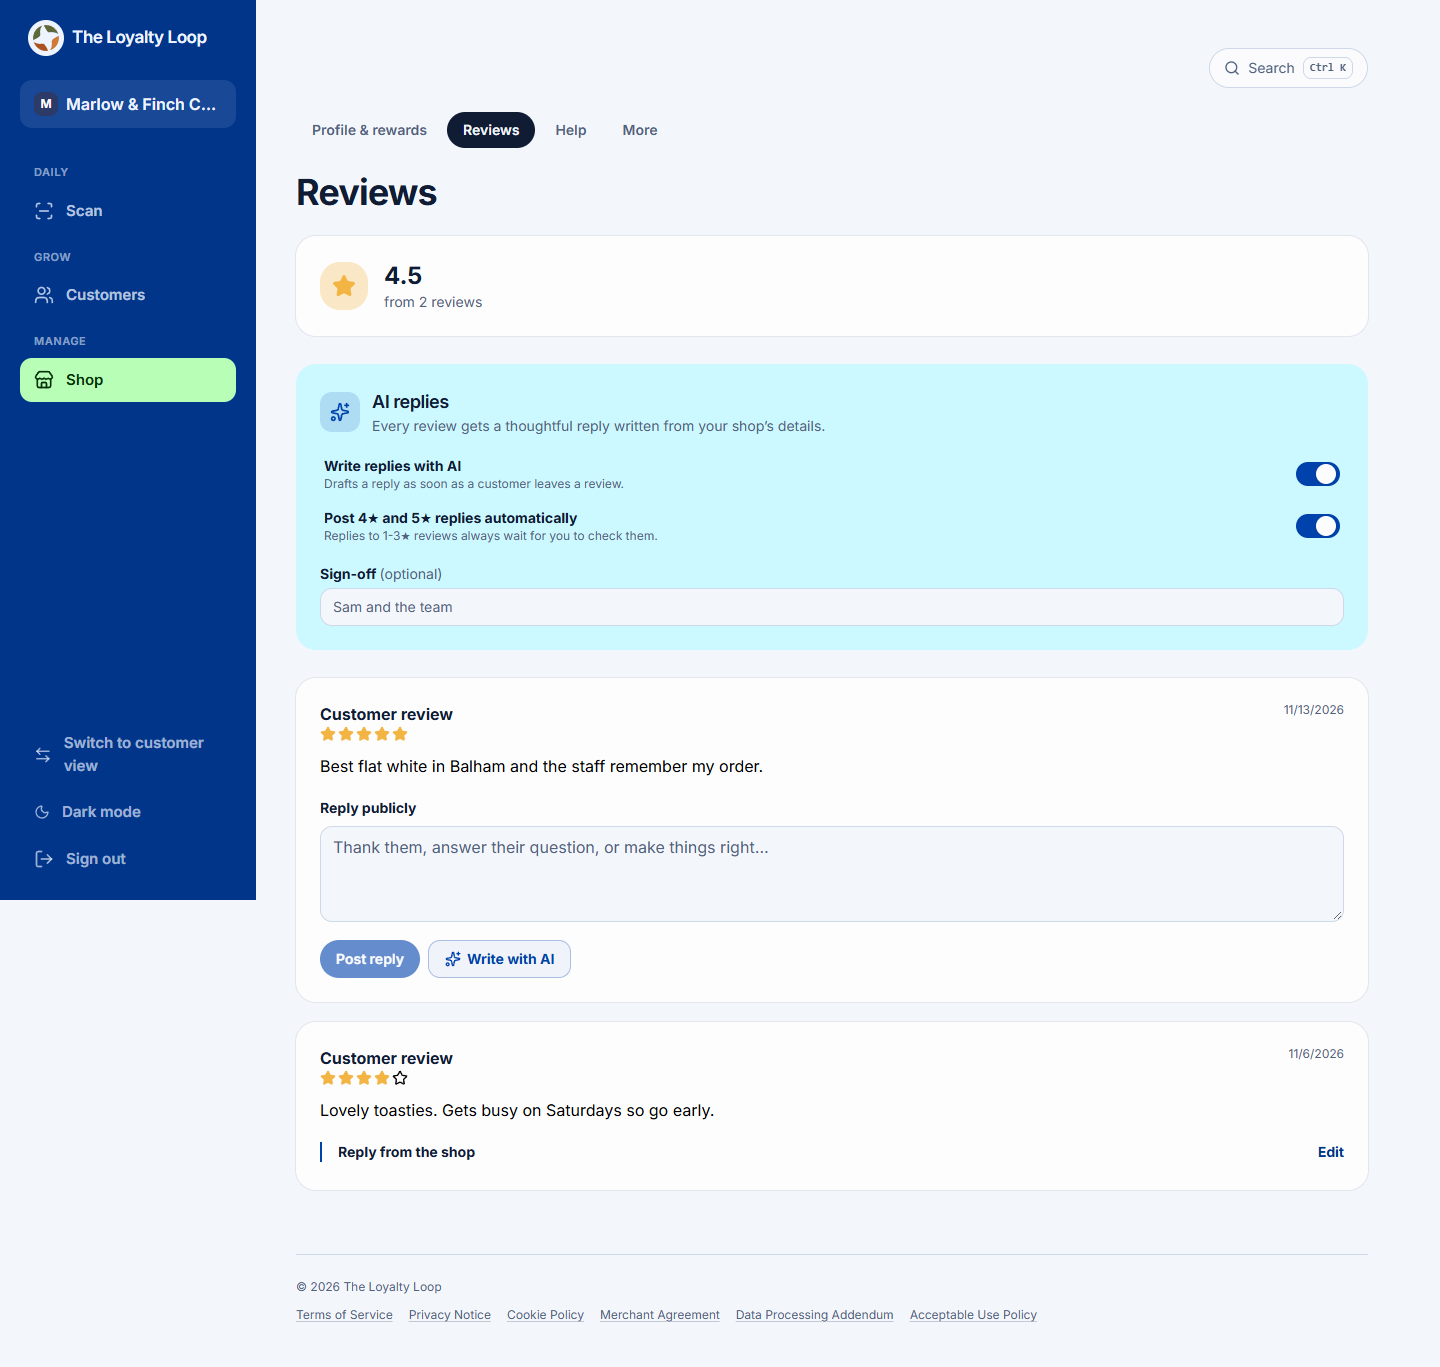 The Loyalty Loop
M Marlow & Finch C...
DAILY
Scan
GROW
Customers
MANAGE
Shop
Switch to customer
view
Dark mode
Sign out
Search Ctrl K
Profile & rewards Reviews Help More
Reviews
4.5
from 2 reviews
AI replies
Every review gets a thoughtful reply written from your shop’s details.
Write replies with AI
Drafts a reply as soon as a customer leaves a review.
Post 4★ and 5★ replies automatically
Replies to 1-3★ reviews always wait for you to check them.
Sign-off (optional)
Sam and the team
Customer review 11/13/2026
Best flat white in Balham and the staff remember my order.
Reply publicly
Thank them, answer their question, or make things right...
Post reply Write with AI
Customer review 11/6/2026
Lovely toasties. Gets busy on Saturdays so go early.
Reply from the shop Edit
© 2026 The Loyalty Loop
Terms of Service Privacy Notice Cookie Policy Merchant Agreement Data Processing Addendum Acceptable Use Policy